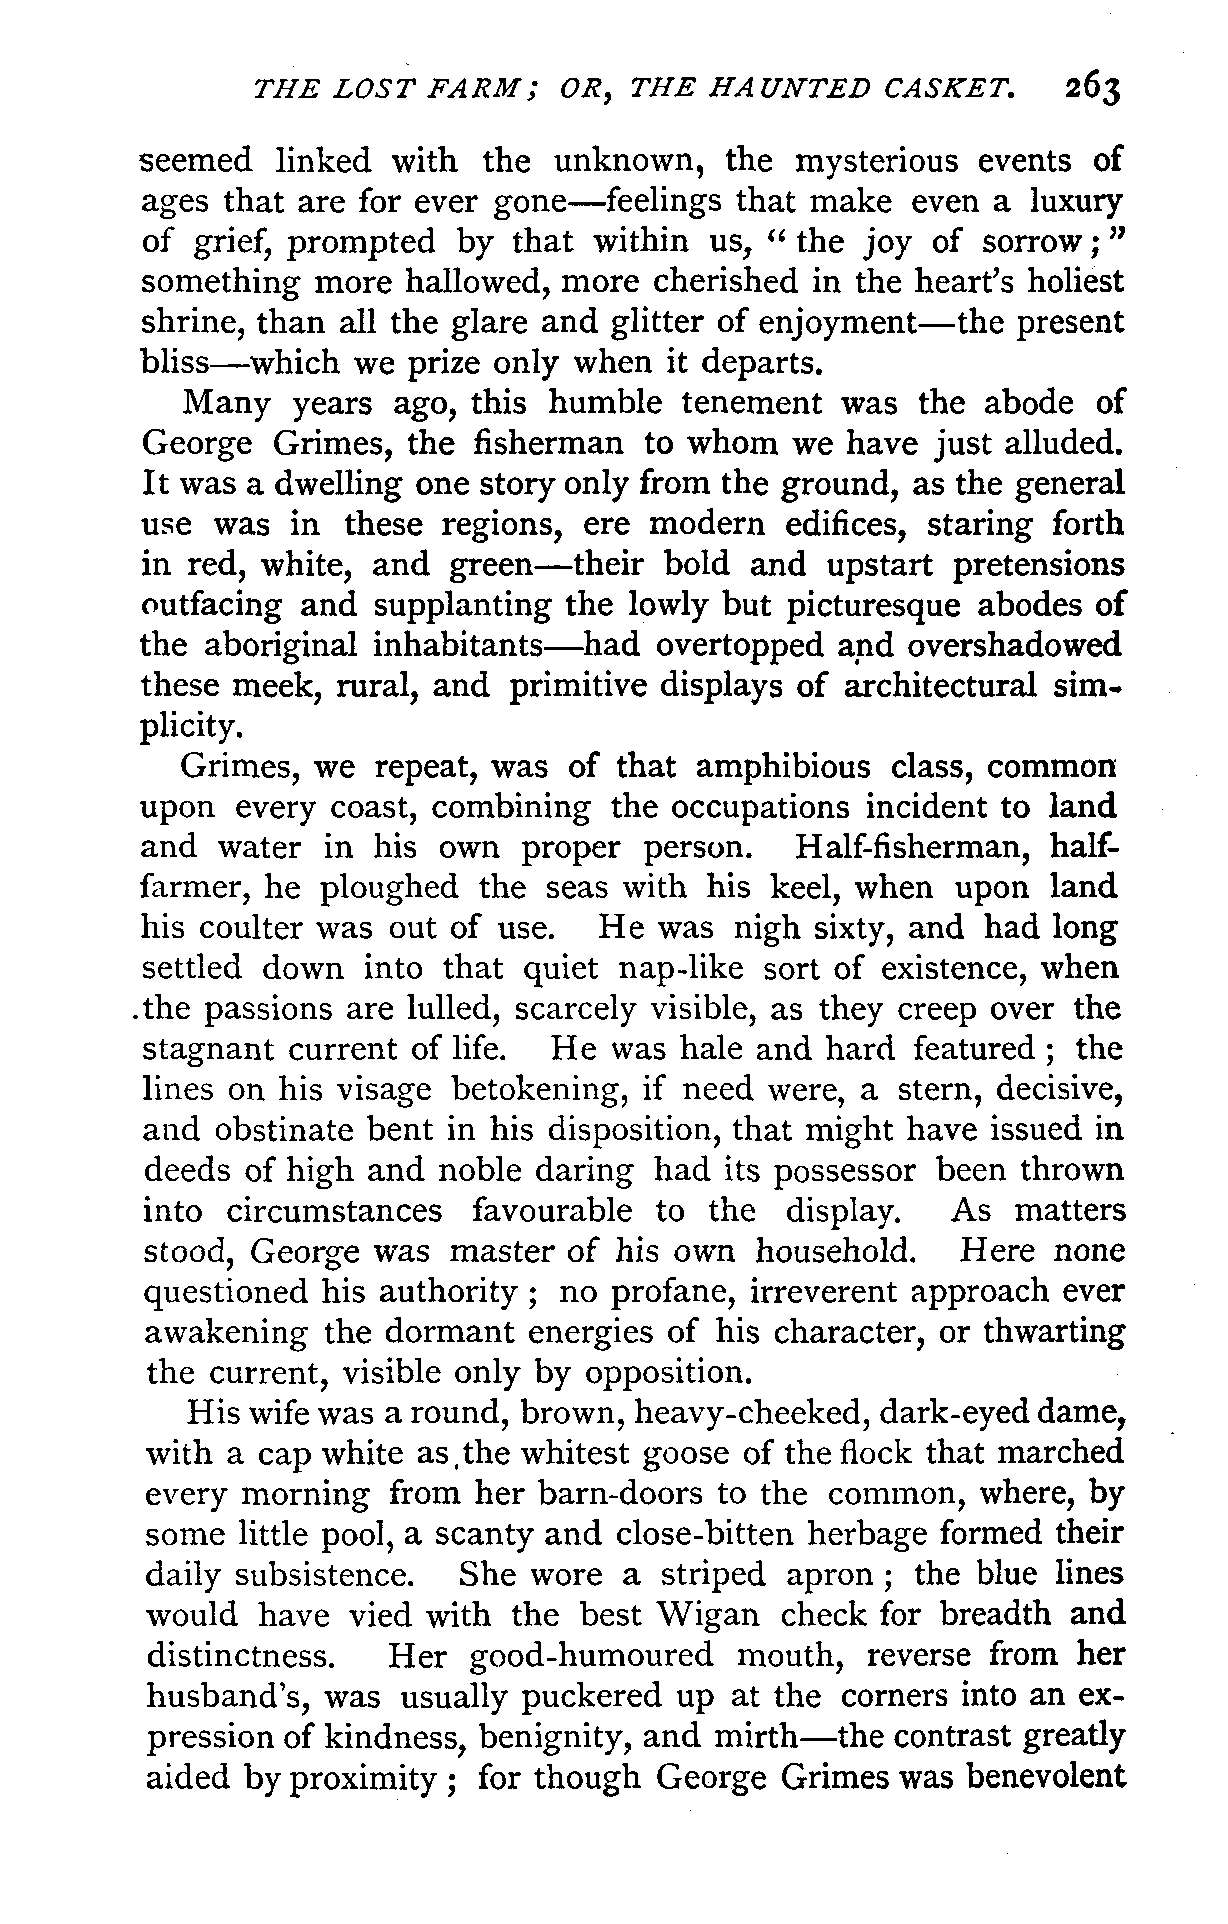 THE LOST FARM; OR, THE HAUNTED CASKET. 263
seemed linked with the unknown, the mysterious events of
ages that are for ever gone—feelings that make even a luxury
of grief, prompted by that within us, “ the joy of sorrow ; ”
something more hallowed, more cherished in the heart's holiest
shrine, than all the glare and glitter of enjoyment—the present
bliss—which we prize only when it departs.
Many years ago, this humble tenement was the abode of
George Grimes, the fisherman to whom we have just alluded.
It was a dwelling one story only from the ground, as the general
use was in these regions, ere modern edifices, staring forth
in red, white, and green—their bold and upstart pretensions
outfacing and supplanting the lowly but picturesque abodes of
the aboriginal inhabitants—had overtopped and overshadowed
these meek, rural, and primitive displays of architectural sim-
plicity.
Grimes, we repeat, was of that amphibious class, common
upon every coast, combining the occupations incident to land
and water in his own proper person. Half-fisherman, half-
farmer, he ploughed the seas with his keel, when upon land
his coulter was out of use. He was nigh sixty, and had long
settled down into that quiet nap-like sort of existence, when
the passions are lulled, scarcely visible, as they creep over the
stagnant current of life. He was hale and hard featured ; the
lines on his visage betokening, if need were, a stern, decisive,
and obstinate bent in his disposition, that might have issued in
deeds of high and noble daring had its possessor been thrown
into circumstances favourable to the display. As matters
stood, George was master of his own household. Here none
questioned his authority ; no profane, irreverent approach ever
awakening the dormant energies of his character, or thwarting
the current, visible only by opposition.
His wife was a round, brown, heavy-cheeked, dark-eyed dame,
with a cap white as the whitest goose of the flock that marched
every morning from her barn-doors to the common, where, by
some little pool, a scanty and close-bitten herbage formed their
daily subsistence. She wore a striped apron ; the blue lines
would have vied with the best Wigan check for breadth and
distinctness. Her good-humoured mouth, reverse from her
husband's, was usually puckered up at the corners into an ex-
pression of kindness, benignity, and mirth—the contrast greatly
aided by proximity ; for though George Grimes was benevolent